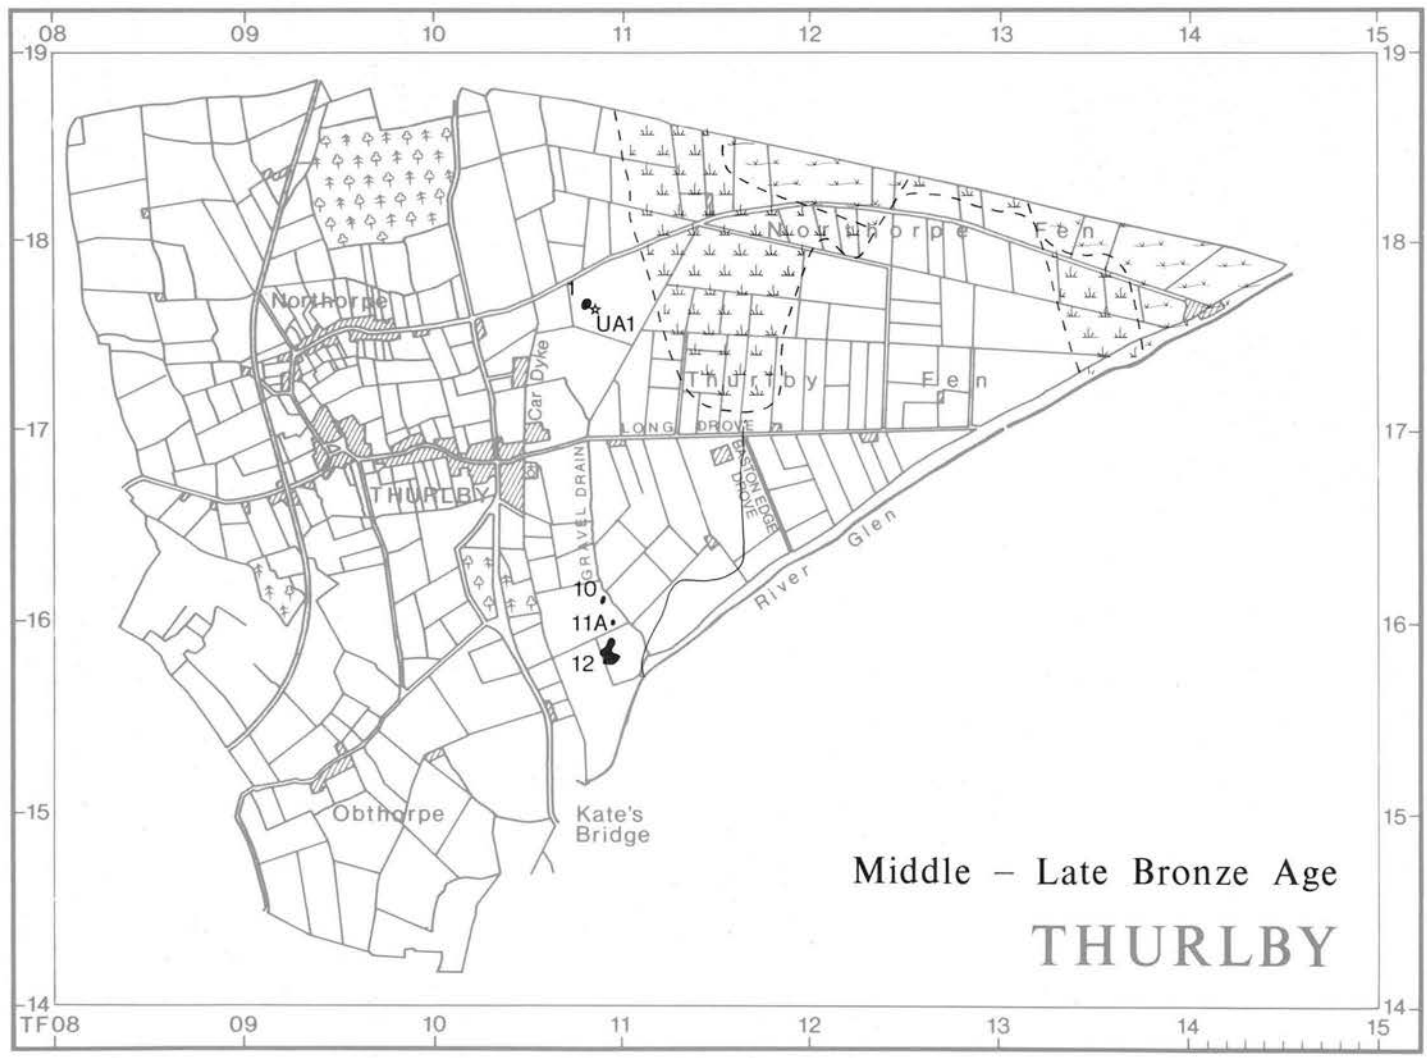 08 09 10 11 12 13 14 15
19 19
18 18
Northorpe Fen
Northorpe
UA1
Car Dyke
Thurlby Fen
17 17
LONG DROVE
BASTON EDGE
DROVE
GRAVEL DRAIN
THURLBY
River Glen
10
16 16
11A
12
15 15
Obthorpe
Kate's
Bridge
Middle – Late Bronze Age
THURLBY
14 14
TF08 09 10 11 12 13 14 15